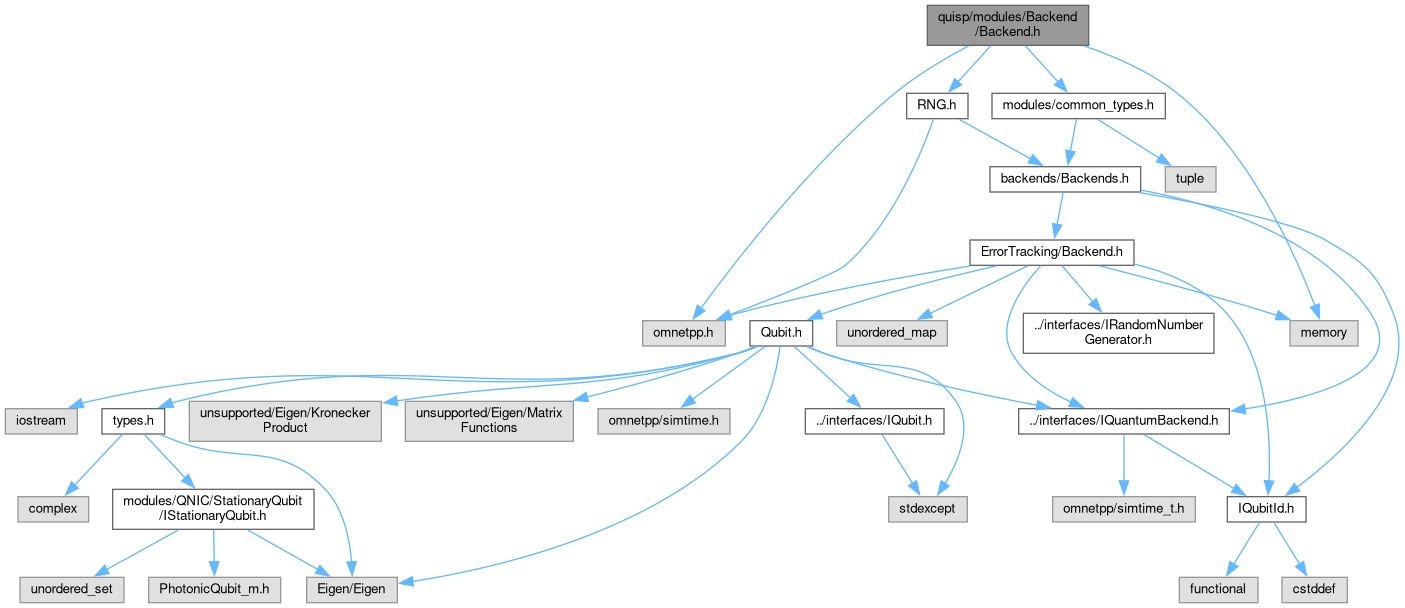 quisp/modules/Backend
/Backend.h
RNG.h
modules/common_types.h
backends/Backends.h
tuple
ErrorTracking/Backend.h
omnetpp.h
Qubit.h
unordered_map
../interfaces/IRandomNumber
Generator.h
memory
iostream
types.h
unsupported/Eigen/Kronecker
Product
unsupported/Eigen/Matrix
Functions
omnetpp/simtime.h
../interfaces/IQubit.h
../interfaces/IQuantumBackend.h
complex
modules/QNIC/StationaryQubit
/IStationaryQubit.h
stdexcept
omnetpp/simtime_t.h
IQubitId.h
unordered_set
PhotonicQubit_m.h
Eigen/Eigen
functional
cstddef